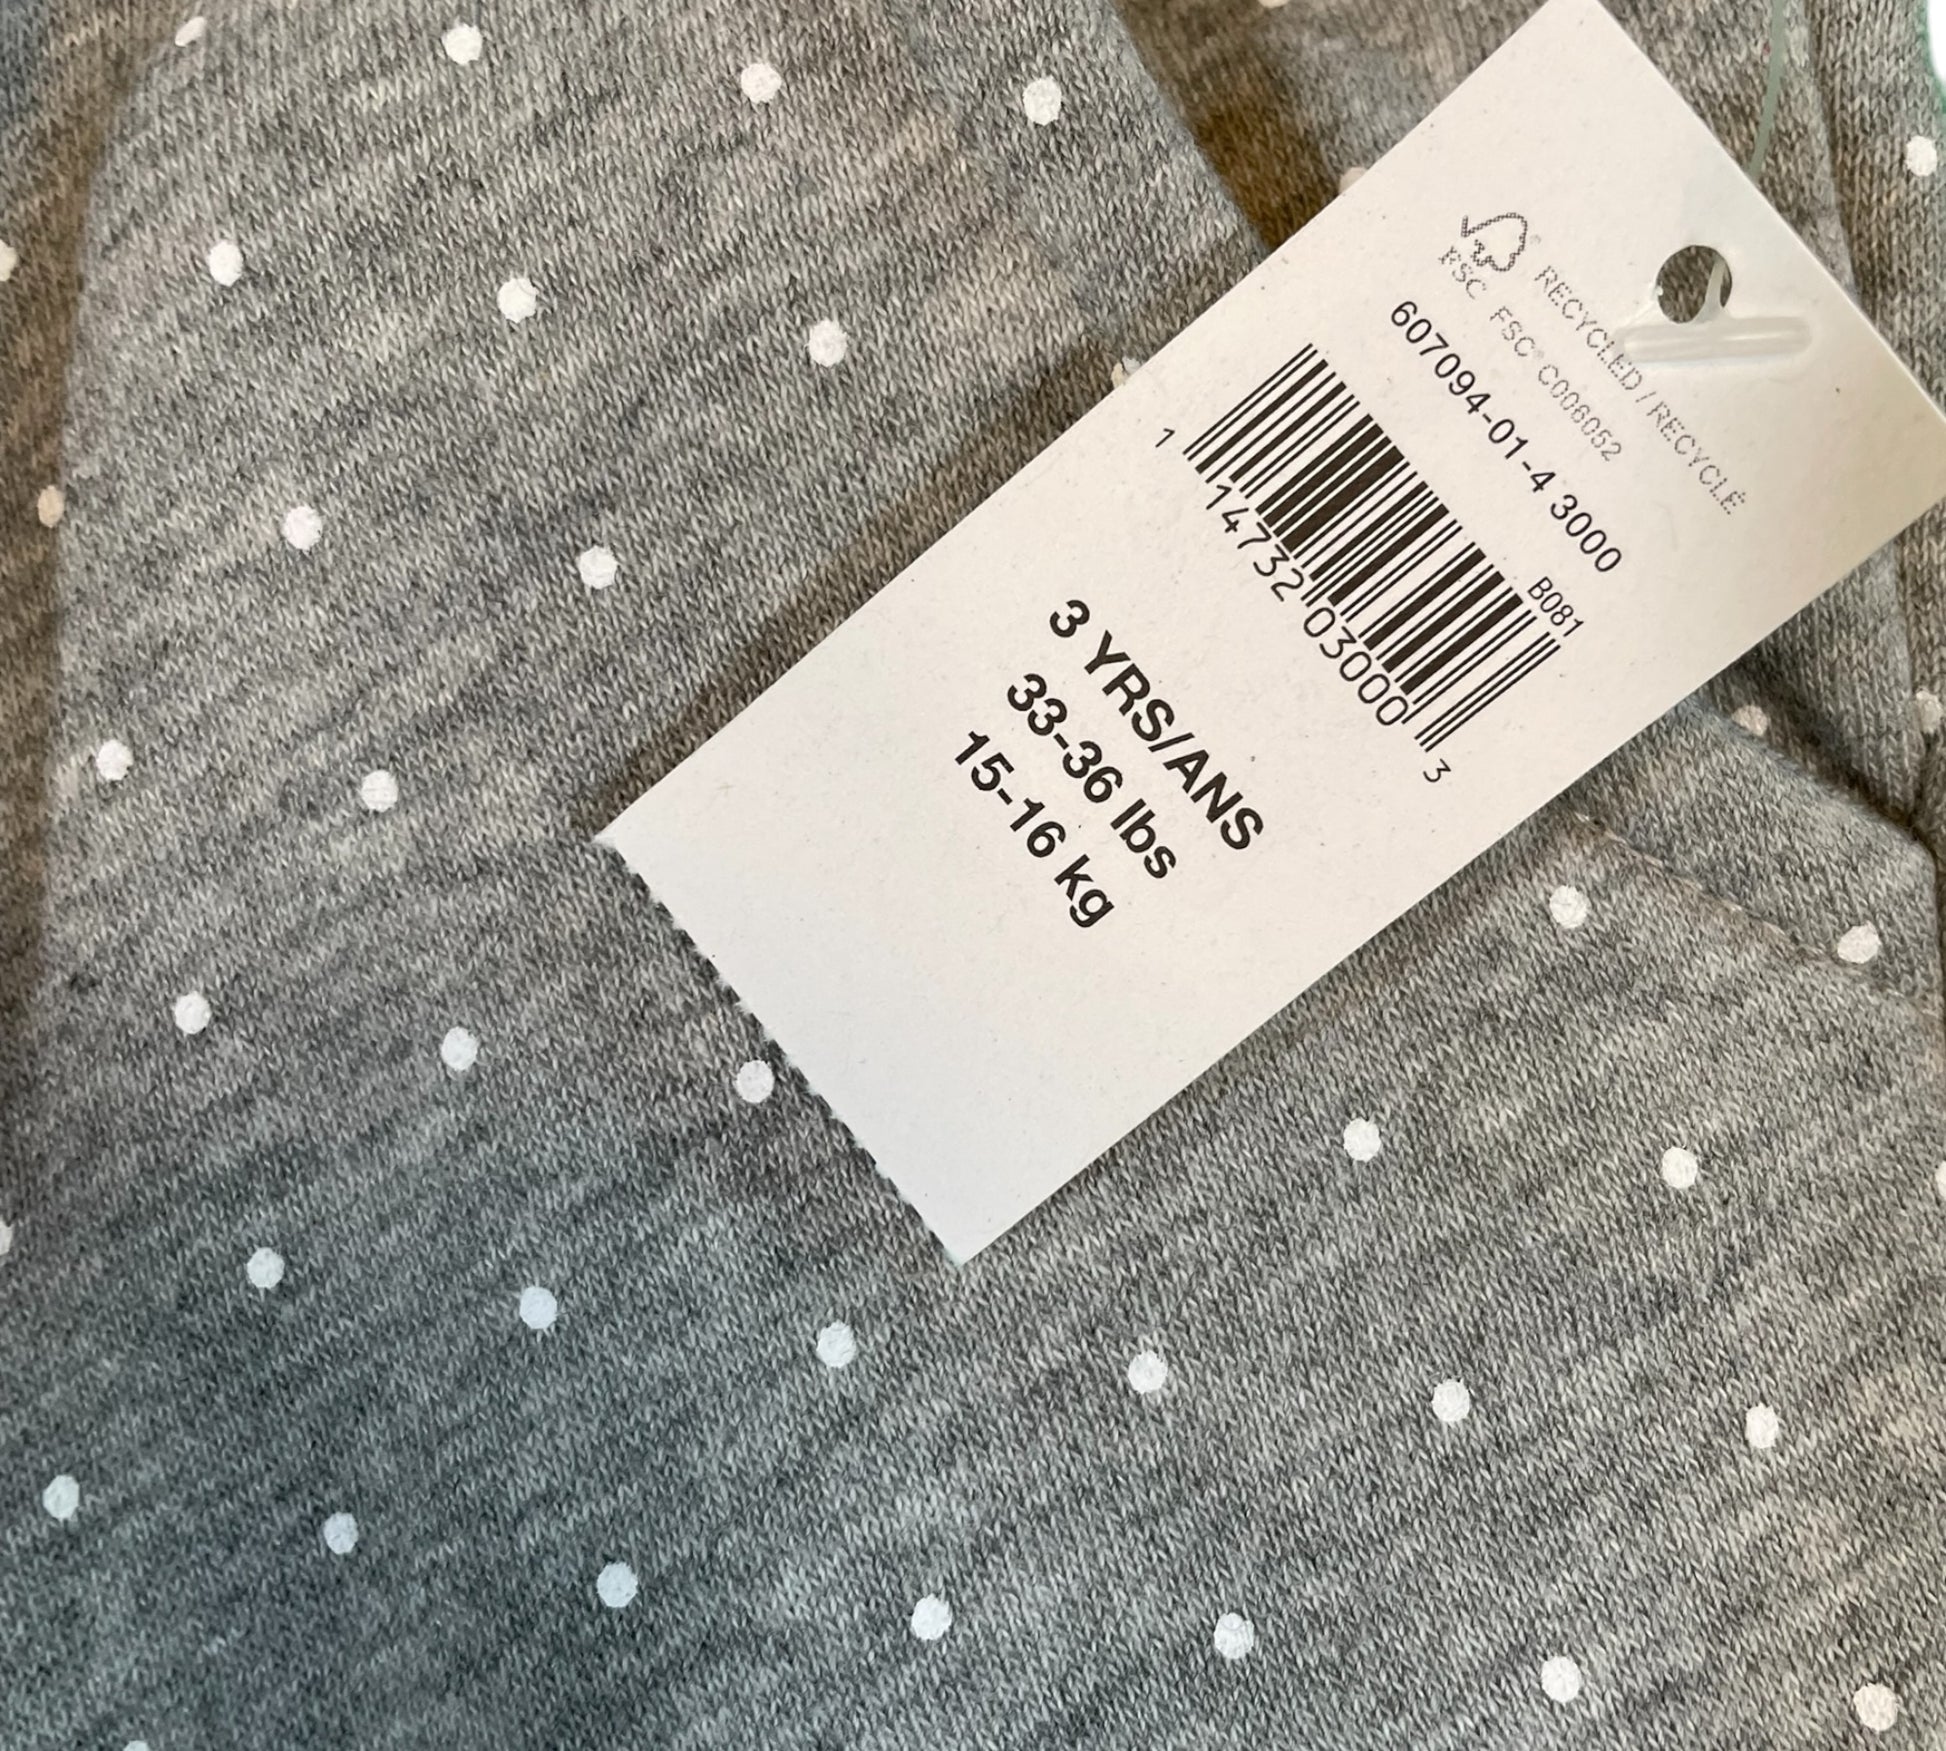 RECYCLED / RECYCLÉ
FSC FSC® C008052
607094-01-4 3000
B081
1 14732 03000 3
3 YRS/ANS
33-36 lbs
15-16 kg